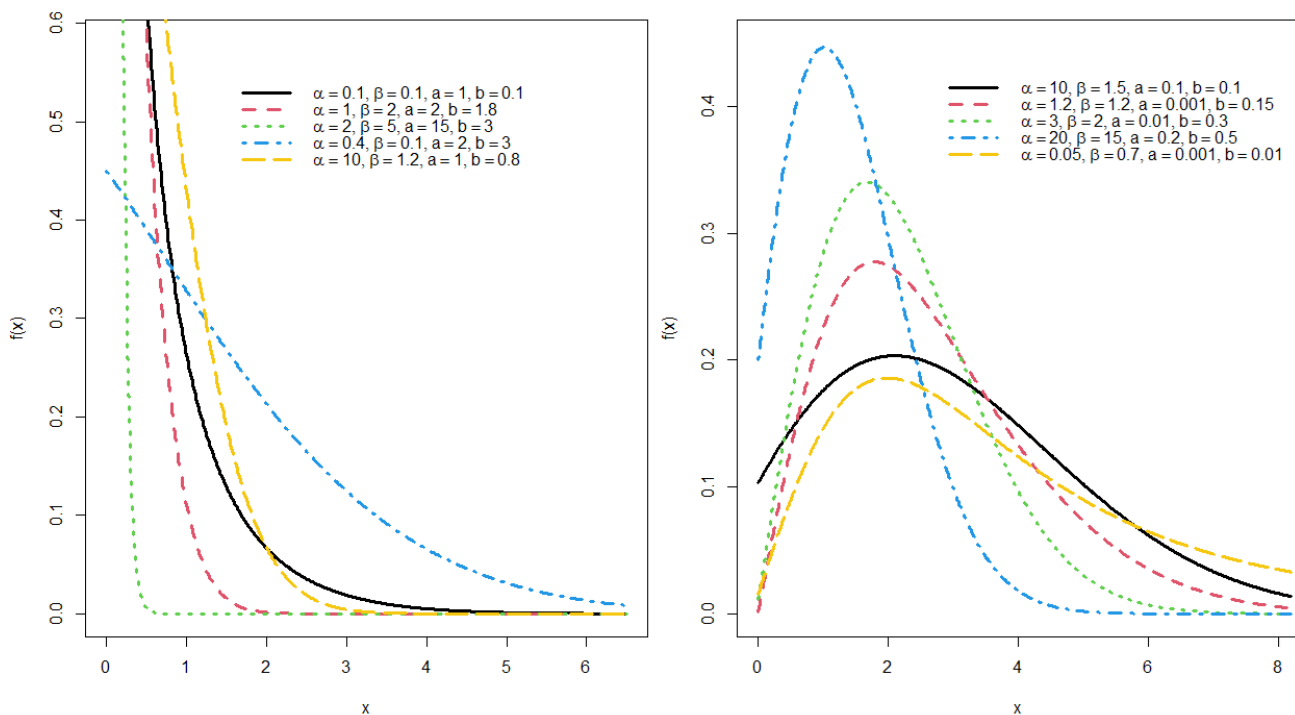 0.6
0.5
0.4
0.3
0.2
0.1
0.0
f(x)
α = 0.1, β = 0.1, a = 1, b = 0.1
α = 1, β = 2, a = 2, b = 1.8
α = 2, β = 5, a = 15, b = 3
α = 0.4, β = 0.1, a = 2, b = 3
α = 10, β = 1.2, a = 1, b = 0.8
0 1 2 3 4 5 6
x
0.4
0.3
0.2
0.1
0.0
f(x)
α = 10, β = 1.5, a = 0.1, b = 0.1
α = 1.2, β = 1.2, a = 0.001, b = 0.15
α = 3, β = 2, a = 0.01, b = 0.3
α = 20, β = 15, a = 0.2, b = 0.5
α = 0.05, β = 0.7, a = 0.001, b = 0.01
0 2 4 6 8
x